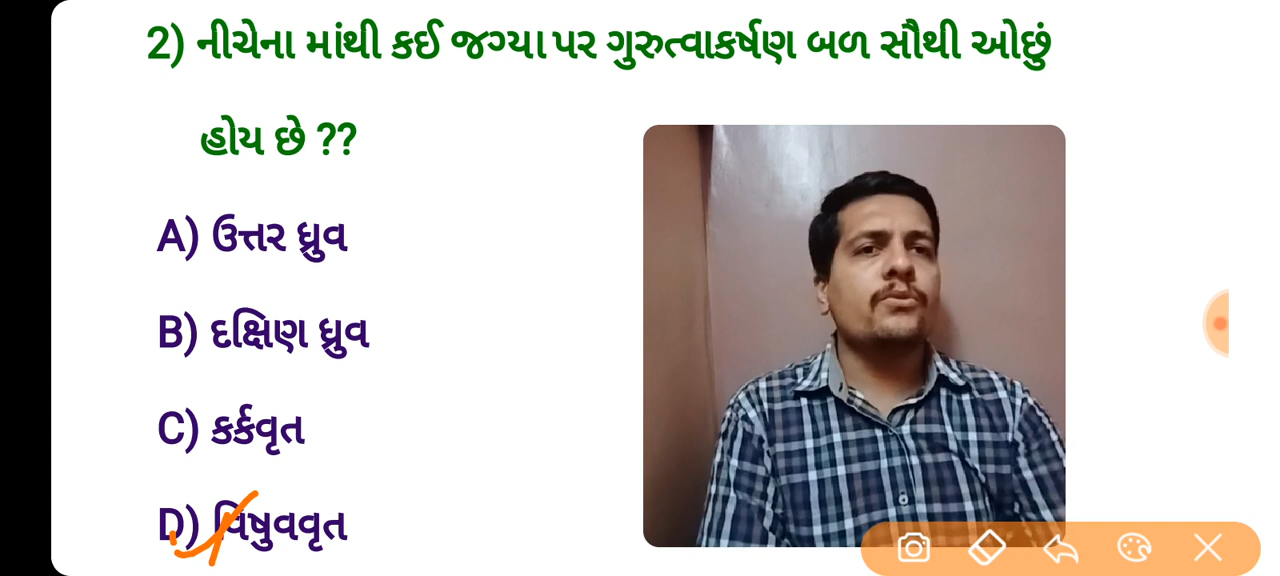 2) નીચેના માંથી કઈ જગ્યા પર ગુરુત્વાકર્ષણ બળ સૌથી ઓછું
હોય છે ??
A) ઉત્તર ધ્રુવ
B) દક્ષિણ ધ્રુવ
C) કર્કવૃત
D) વિષુવવૃત